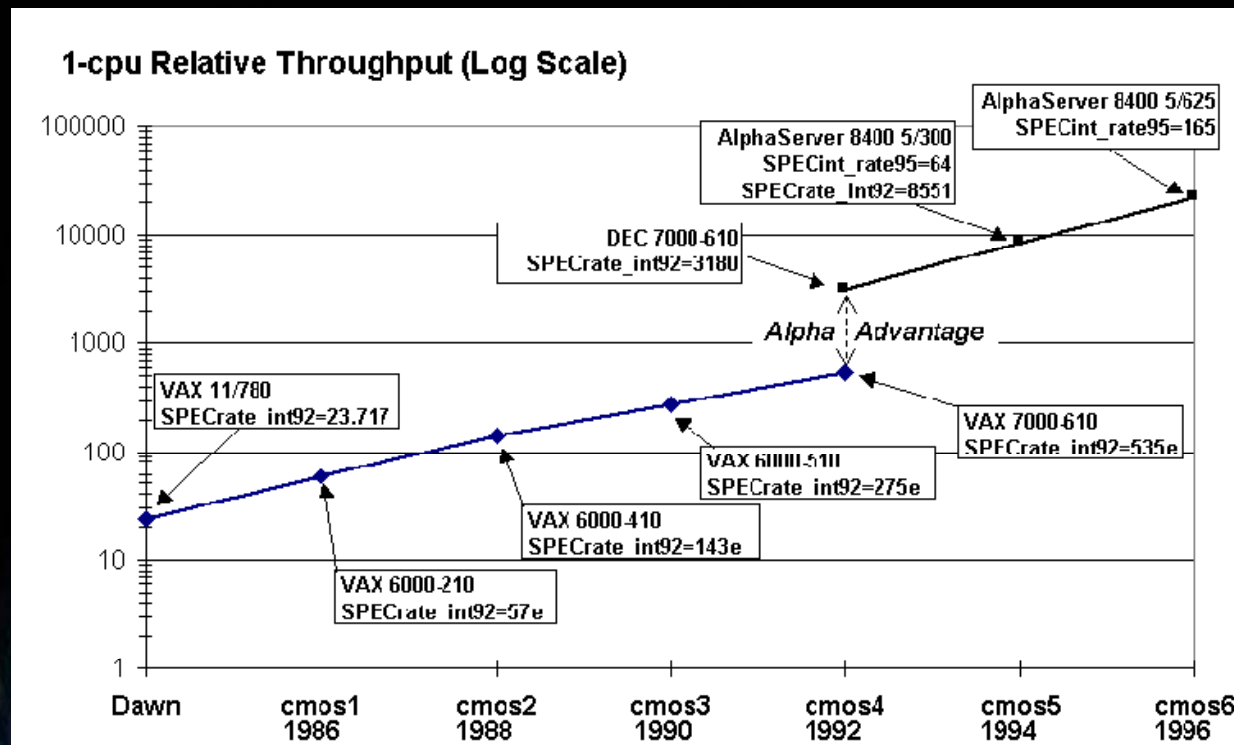 1-cpu Relative Throughput (Log Scale)
100000
10000
1000
100
10
1
AlphaServer 8400 5/625
SPECint_rate95=165
AlphaServer 8400 5/300
SPECint_rate95=64
SPECrate_int92=8551
DEC 7000-610
SPECrate_int92=3180
Alpha Advantage
VAX 11/780
SPECrate_int92=23.717
VAX 7000-610
SPECrate_int92=535e
VAX 6000-510
SPECrate_int92=275e
VAX 6000-410
SPECrate_int92=143e
VAX 6000-210
SPECrate_int92=57e
Dawn cmos1 cmos2 cmos3 cmos4 cmos5 cmos6
1986 1988 1990 1992 1994 1996